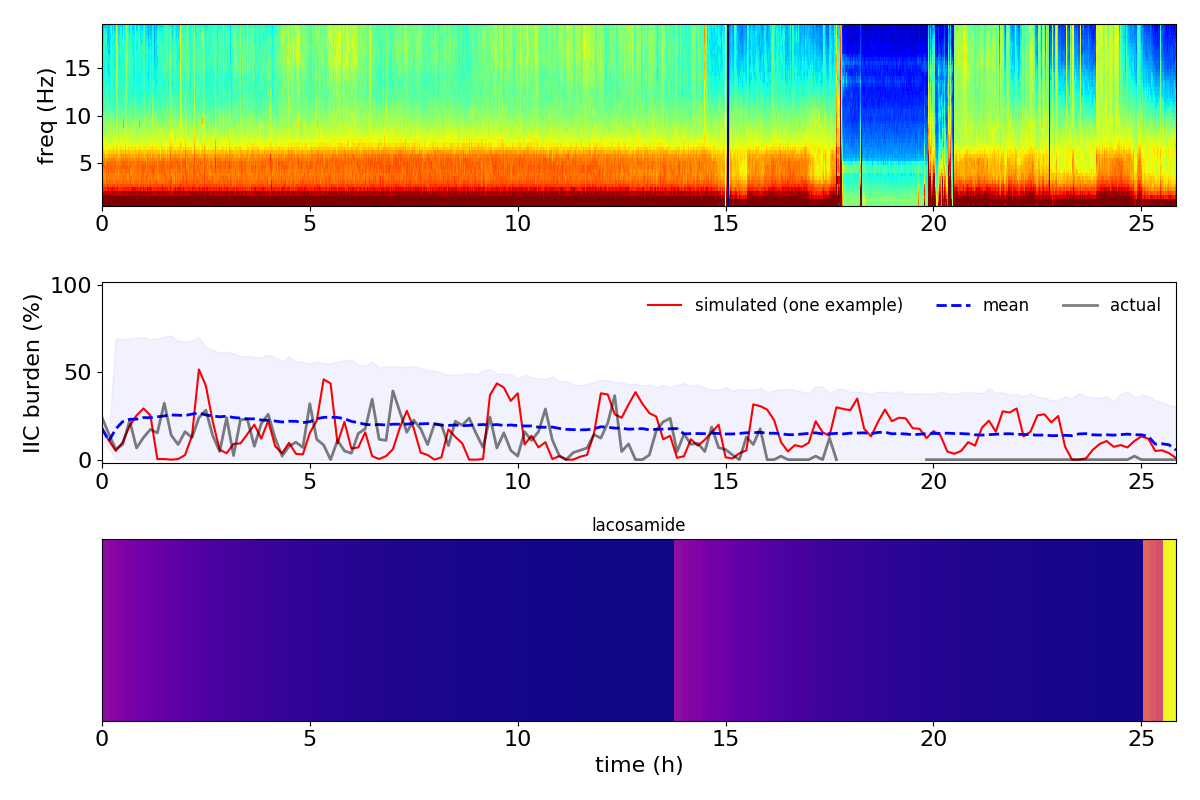 freq (Hz)
15
10
5
0 5 10 15 20 25
IIC burden (%)
100
50
0
simulated (one example) mean actual
0 5 10 15 20 25
lacosamide
0 5 10 15 20 25
time (h)